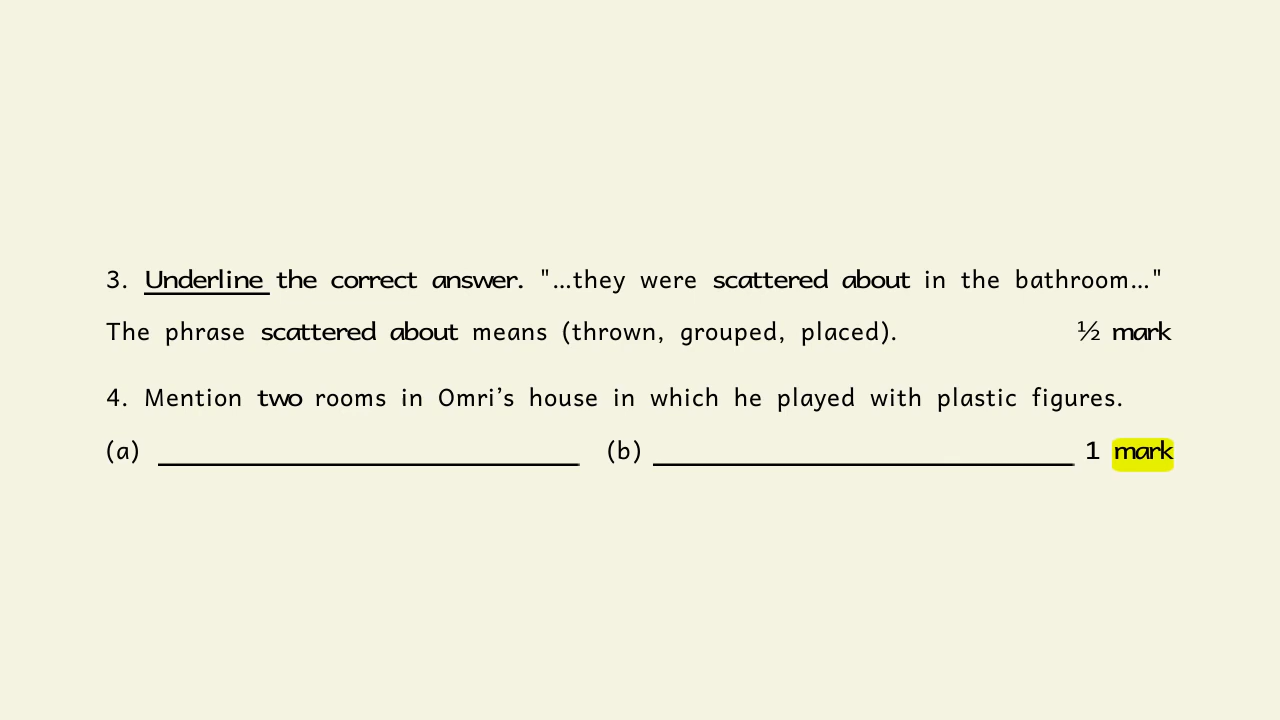 3. Underline the correct answer. "...they were scattered about in the bathroom..."
The phrase scattered about means (thrown, grouped, placed). ½ mark
4. Mention two rooms in Omri’s house in which he played with plastic figures.
(a) ______________________ (b) ______________________ 1 mark